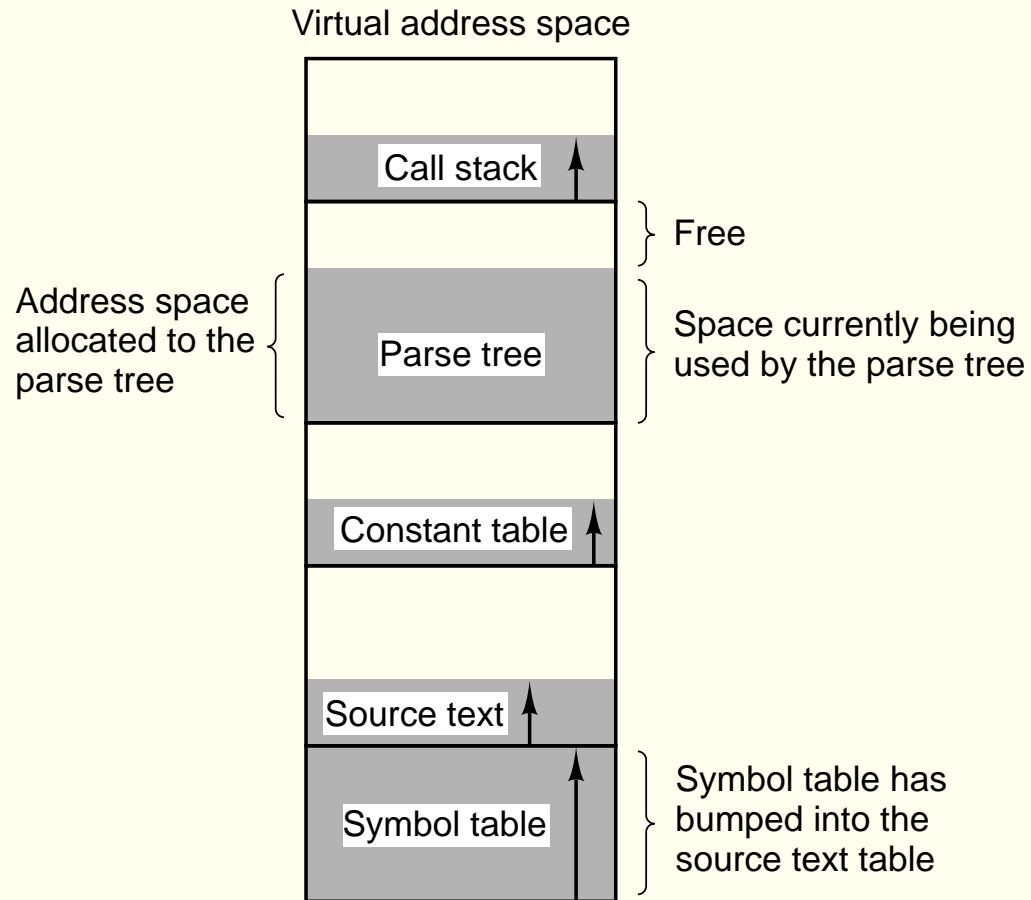 Virtual address space
Call stack
Free
Address space
allocated to the
parse tree
Parse tree
Space currently being
used by the parse tree
Constant table
Source text
Symbol table
Symbol table has
bumped into the
source text table